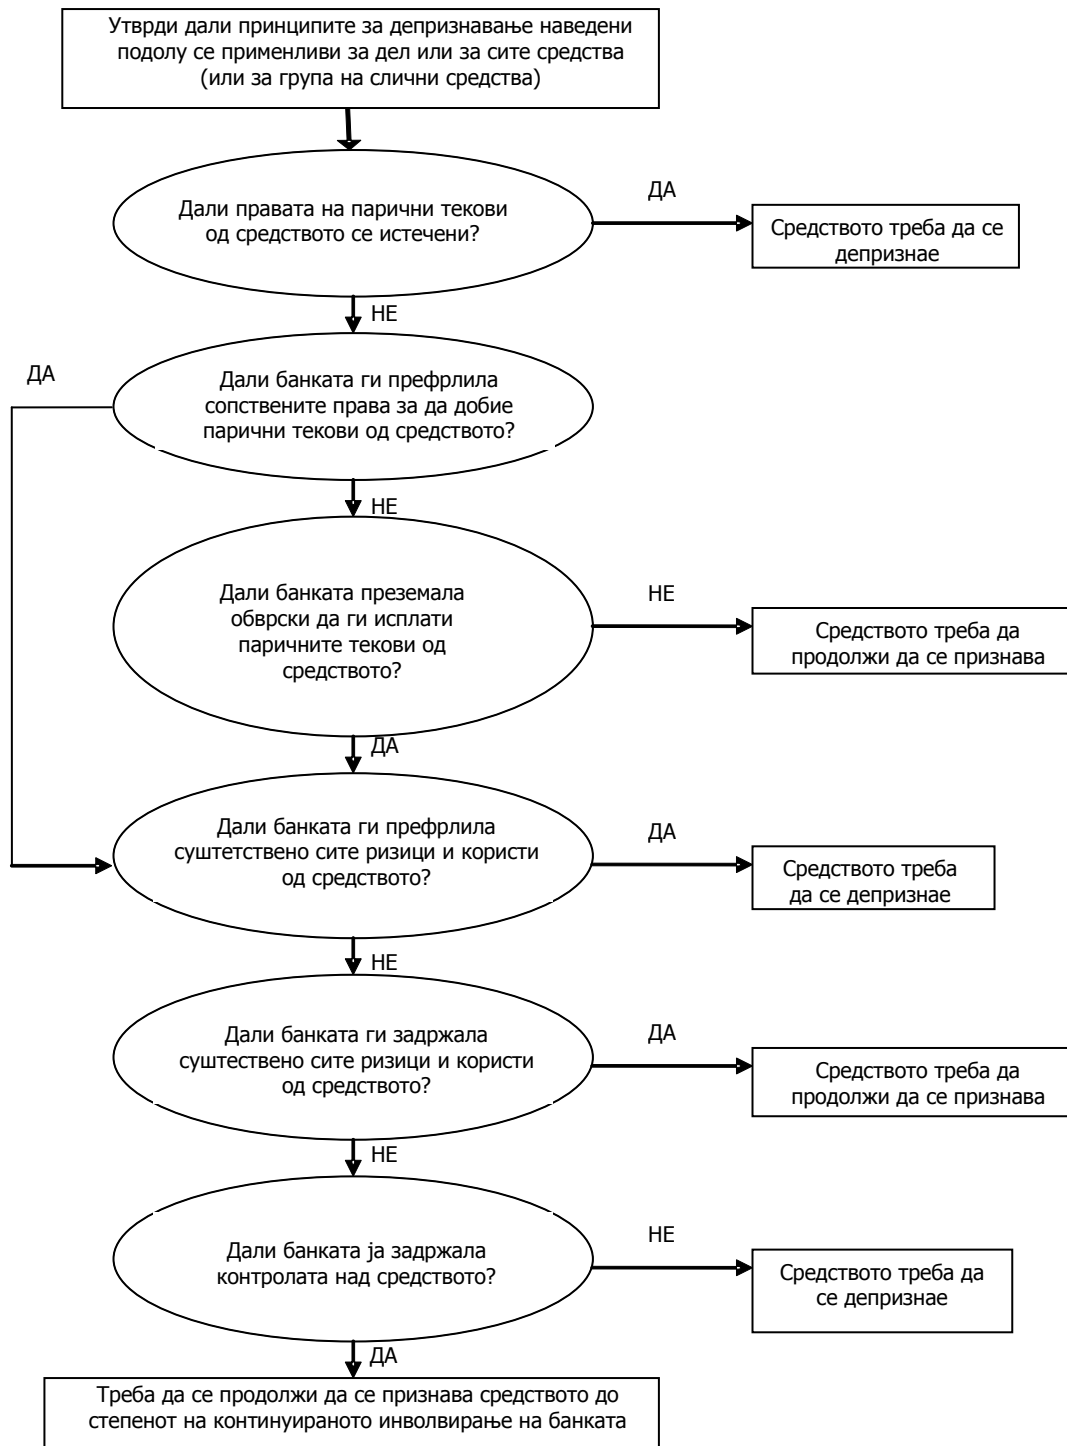 Утврди дали принципите за депризнавање наведени
подолу се применливи за дел или за сите средства
(или за група на слични средства)
Дали правата на парични текови
од средството се истечени?
ДА
Средството треба да се
депризнае
НЕ
ДА
Дали банката ги префрлила
сопствените права за да добие
парични текови од средството?
НЕ
Дали банката преземала
обврски да ги исплати
паричните текови од
средството?
НЕ
Средството треба да
продолжи да се признава
ДА
Дали банката ги префрлила
суштетствено сите ризици и користи
од средството?
ДА
Средството треба
да се депризнае
НЕ
Дали банката ги задржала
суштествено сите ризици и користи
од средството?
ДА
Средството треба да
продолжи да се признава
НЕ
Дали банката ја задржала
контролата над средството?
НЕ
Средството треба да
се депризнае
ДА
Треба да се продолжи да се признава средството до
степенот на континуираното инволвирање на банката